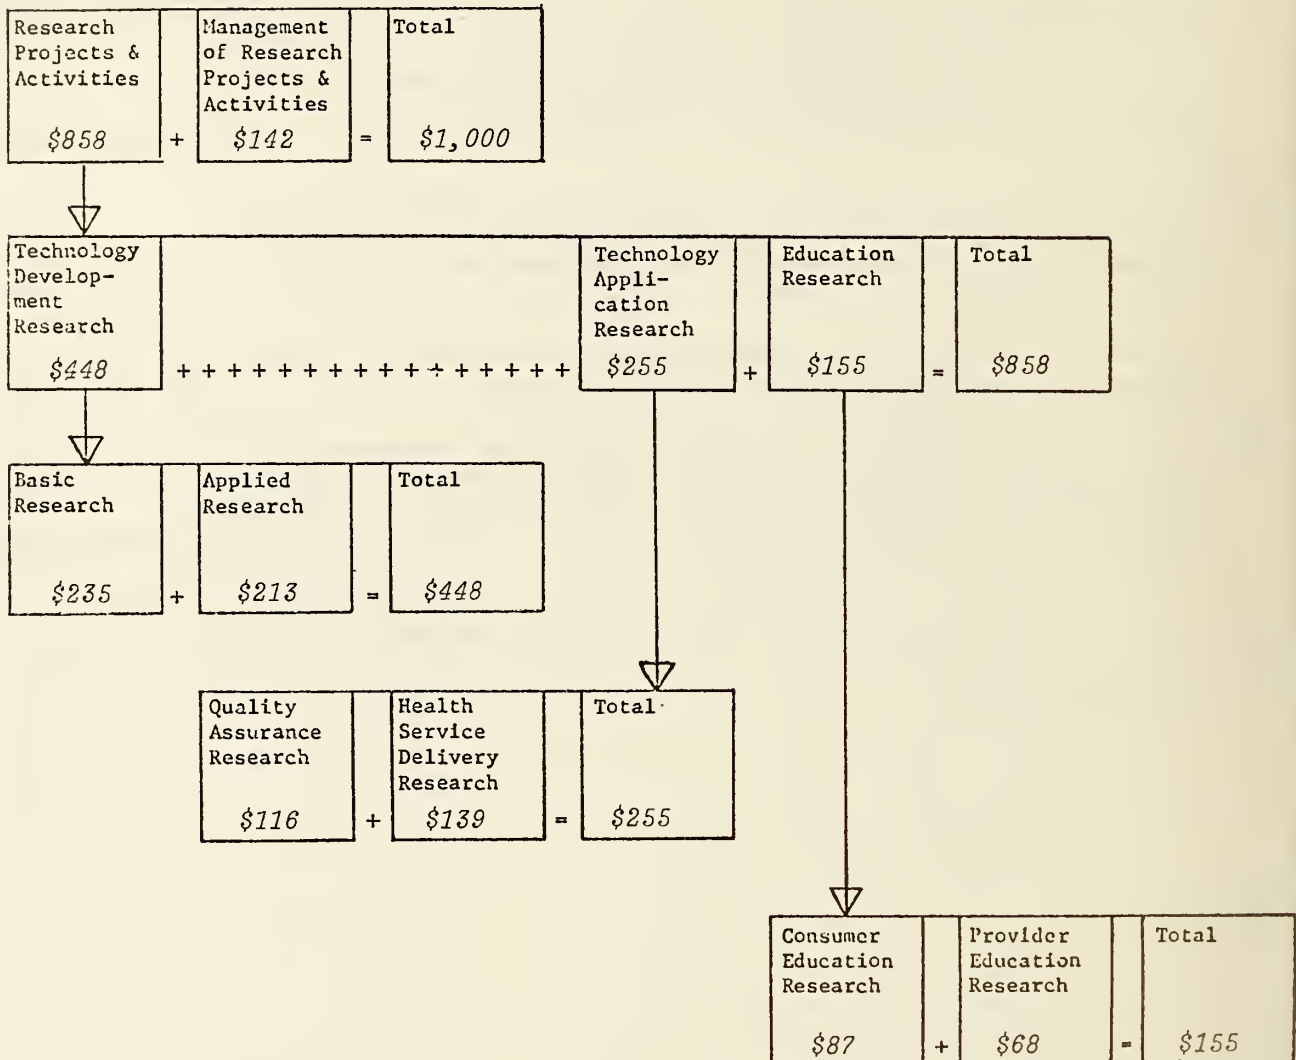 Research Projects & Activities
$858
+
Management of Research Projects & Activities
$142
=
Total
$1,000
Technology Develop-
ment
Research
$448
+ + + + + + + + + + + + + + + +
Technology
Appli-
cation
Research
$255
+
Education
Research
$155
=
Total
$858
Basic
Research
$235
+
Applied
Research
$213
=
Total
$448
Quality
Assurance
Research
$116
+
Health
Service
Delivery
Research
$139
=
Total
$255
Consumer
Education
Research
$87
+
Provider
Education
Research
$68
=
Total
$155